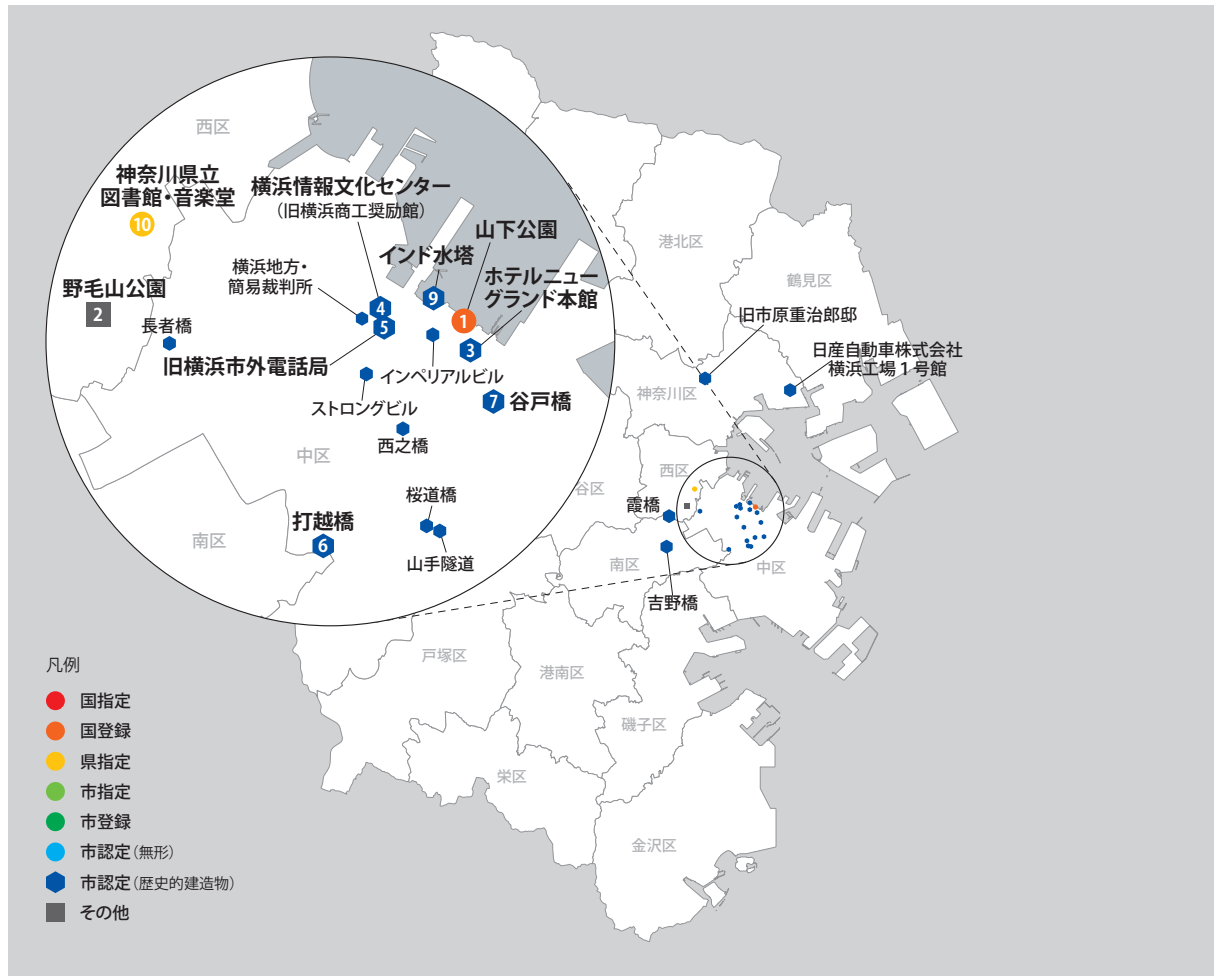 西区
神奈川県立
図書館・音楽堂
10
横浜情報文化センター
（旧横浜商工奨励館）
山下公園
インド水塔
ホテルニュー
グランド本館
横浜地方・
簡易裁判所
野毛山公園
2
長者橋
4
5
9
1
3
旧横浜市外電話局
インペリアルビル
ストロングビル
7
谷戸橋
西之橋
中区
桜道橋
打越橋
6
山手隧道
南区
港北区
鶴見区
旧市原重治郎邸
日産自動車株式会社
横浜工場１号館
神奈川区
西区
谷区
霞橋
南区
中区
吉野橋
戸塚区
港南区
磯子区
栄区
金沢区
凡例
国指定
国登録
県指定
市指定
市登録
市認定（無形）
市認定（歴史的建造物）
その他